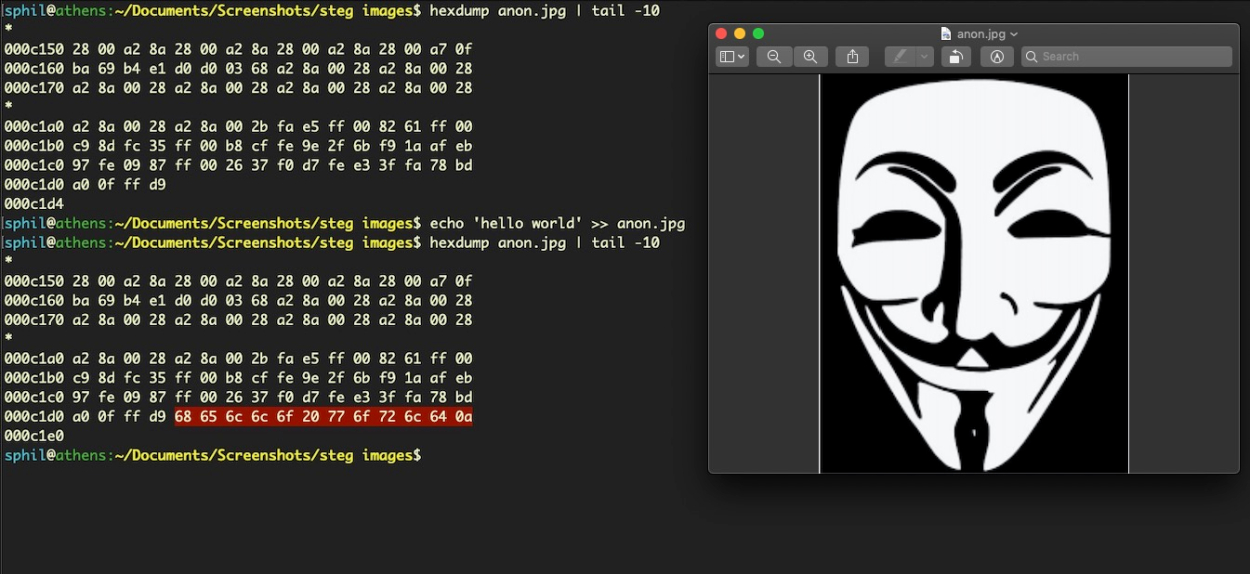 sphil@athens:~/Documents/Screenshots/steg images$ hexdump anon.jpg | tail -10
*
000c150 28 00 a2 8a 28 00 a2 8a 28 00 a2 8a 28 00 a7 0f
000c160 ba 69 b4 e1 d0 d0 03 68 a2 8a 00 28 a2 8a 00 28
000c170 a2 8a 00 28 a2 8a 00 28 a2 8a 00 28 a2 8a 00 28
*
000c1a0 a2 8a 00 28 a2 8a 00 2b fa e5 ff 00 82 61 ff 00
000c1b0 c9 8d fc 35 ff 00 b8 cf fe 9e 2f 6b f9 1a af eb
000c1c0 97 fe 09 87 ff 00 26 37 f0 d7 fe e3 3f fa 78 bd
000c1d0 a0 0f ff d9
000c1d4
sphil@athens:~/Documents/Screenshots/steg images$ echo 'hello world' >> anon.jpg
sphil@athens:~/Documents/Screenshots/steg images$ hexdump anon.jpg | tail -10
*
000c150 28 00 a2 8a 28 00 a2 8a 28 00 a2 8a 28 00 a7 0f
000c160 ba 69 b4 e1 d0 d0 03 68 a2 8a 00 28 a2 8a 00 28
000c170 a2 8a 00 28 a2 8a 00 28 a2 8a 00 28 a2 8a 00 28
*
000c1a0 a2 8a 00 28 a2 8a 00 2b fa e5 ff 00 82 61 ff 00
000c1b0 c9 8d fc 35 ff 00 b8 cf fe 9e 2f 6b f9 1a af eb
000c1c0 97 fe 09 87 ff 00 26 37 f0 d7 fe e3 3f fa 78 bd
000c1d0 a0 0f ff d9 68 65 6c 6c 6f 20 77 6f 72 6c 64 0a
000c1e0
sphil@athens:~/Documents/Screenshots/steg images$
anon.jpg
Search